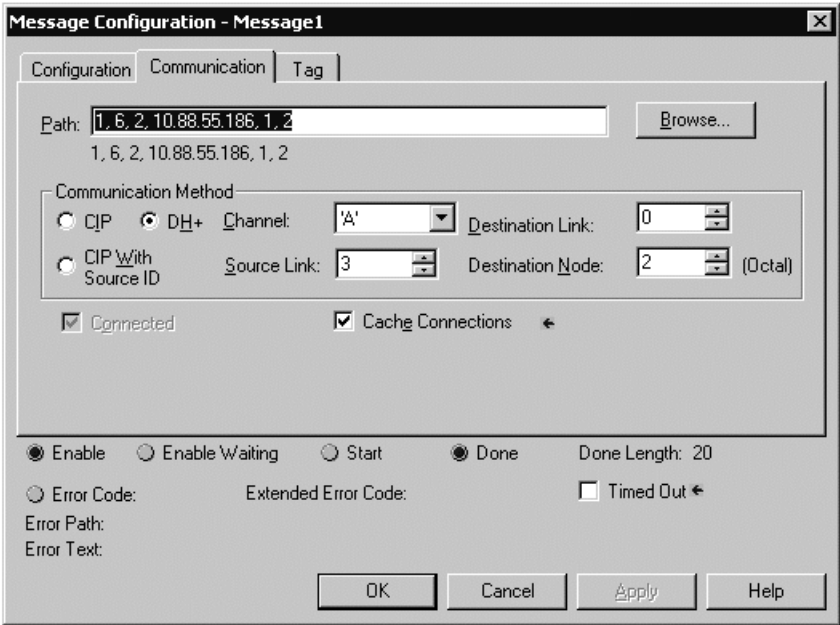 Message Configuration - Message1
Configuration Communication Tag
Path: 1, 6, 2, 10.88.55.186, 1, 2 Browse...
1, 6, 2, 10.88.55.186, 1, 2
Communication Method
CIP DH+ Channel: 'A' Destination Link: 0
CIP With Source Link: 3 Destination Node: 2 (Octal)
Source ID
Connected Cache Connections
Enable Enable Waiting Start Done Done Length: 20
Error Code: Extended Error Code: Timed Out
Error Path:
Error Text:
OK Cancel Apply Help